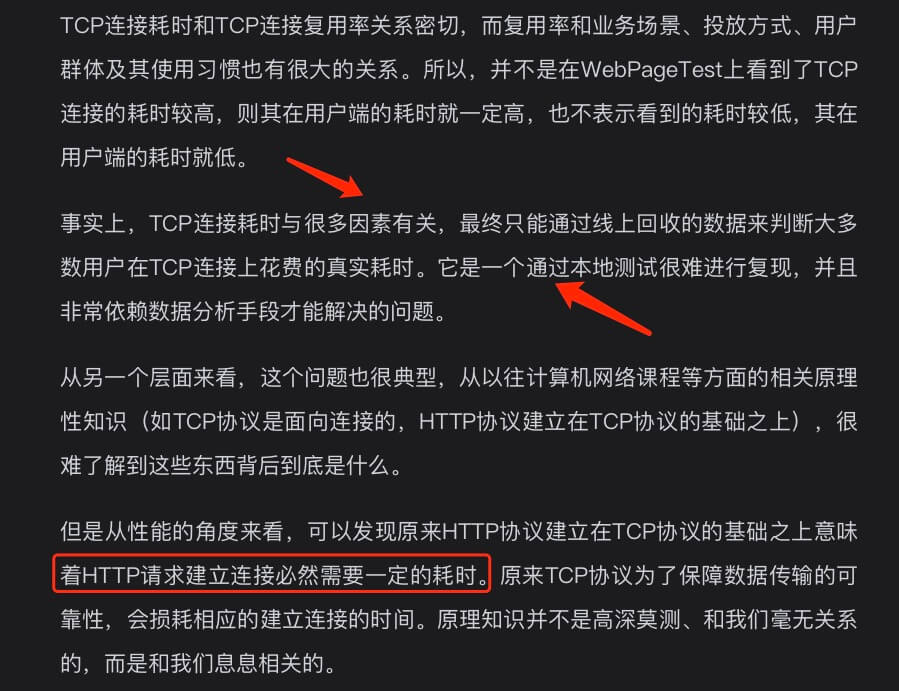 TCP连接耗时和TCP连接复用率关系密切，而复用率和业务场景、投放方式、用户
群体及其使用习惯也有很大的关系。所以，并不是在WebPageTest上看到了TCP
连接的耗时较高，则其在用户端的耗时就一定高，也不表示看到的耗时较低，其在
用户端的耗时就低。
事实上，TCP连接耗时与很多因素有关，最终只能通过线上回收的数据来判断大多
数用户在TCP连接上花费的真实耗时。它是一个通过本地测试很难进行复现，并且
非常依赖数据分析手段才能解决的问题。
从另一个层面来看，这个问题也很典型，从以往计算机网络课程等方面的相关原理
性知识（如TCP协议是面向连接的，HTTP协议建立在TCP协议的基础之上），很
难了解到这些东西背后到底是什么。
但是从性能的角度来看，可以发现原来HTTP协议建立在TCP协议的基础之上意味
着HTTP请求建立连接必然需要一定的耗时。原来TCP协议为了保障数据传输的可
靠性，会损耗相应的建立连接的时间。原理知识并不是高深莫测、和我们毫无关系
的，而是和我们息息相关的。